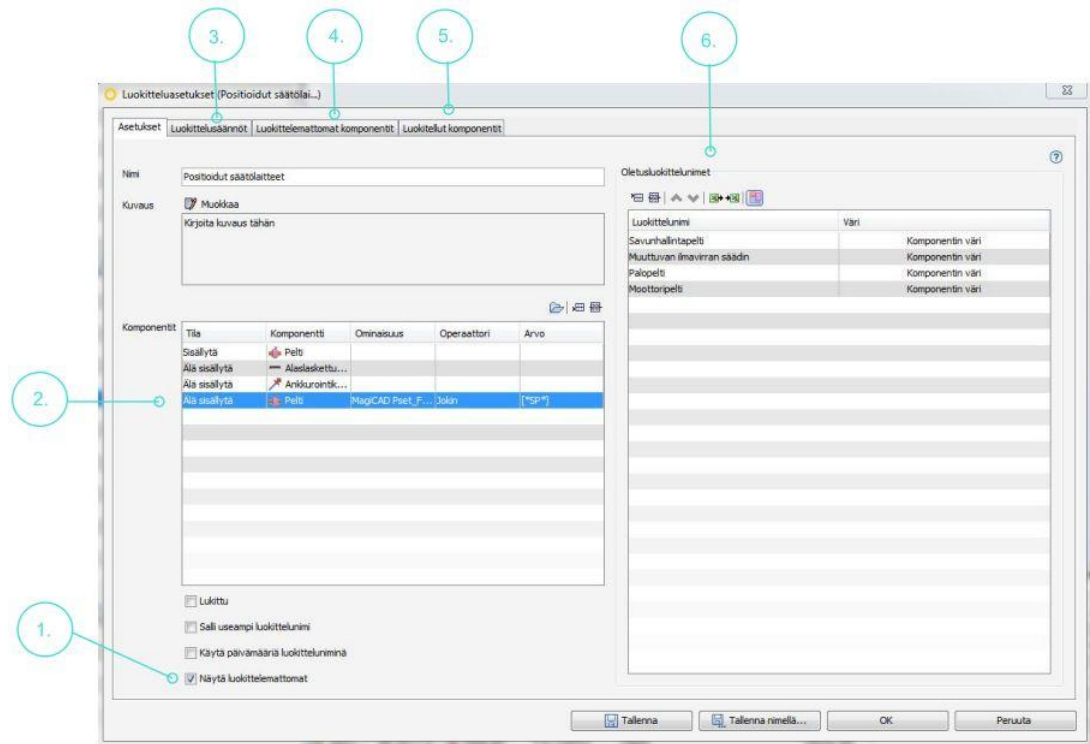 3.
4.
5.
6.
Luokitteluasetukset (Positioidut säätölai...)
Asetukset Luokittelusäännöt Luokittelemattomat komponentit Luokitellut komponentit
Nimi Positioidut säätölaitteet
Kuvaus Muokkaa
Kirjoita kuvaus tähän
Komponentit
Tila Komponentti Ominaisuus Operaattori Arvo
Sisällytä Pelti
Älä sisällytä Alaslaskettu...
Älä sisällytä Ankkurointik...
Älä sisällytä Pelti MagiCAD Pset_F... Jokin ["SP"]
2.
Lukittu
Salli useampi luokittelunimi
Käytä päivämääriä luokitteluniminä
Näytä luokittelemattomat
1.
Oletusluokittelunimet
Luokittelunimi Väri
Savunhallintapelti Komponentin väri
Muuttuvan ilmavirran säädin Komponentin väri
Palopelti Komponentin väri
Moottoripelti Komponentin väri
Tallenna Tallenna nimellä... OK Peruuta